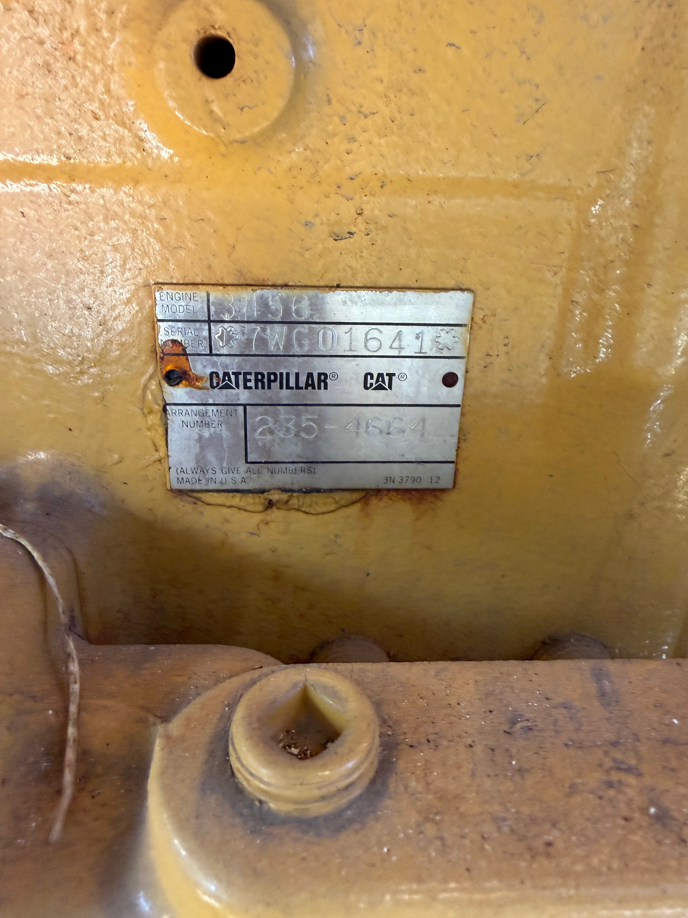 ENGINE MODEL 3456
SERIAL NUMBER *7WG01641*
CATERPILLAR® CAT®
ARRANGEMENT NUMBER 235-4664
(ALWAYS GIVE ALL NUMBERS)
MADE IN U.S.A. 3N 3790 12